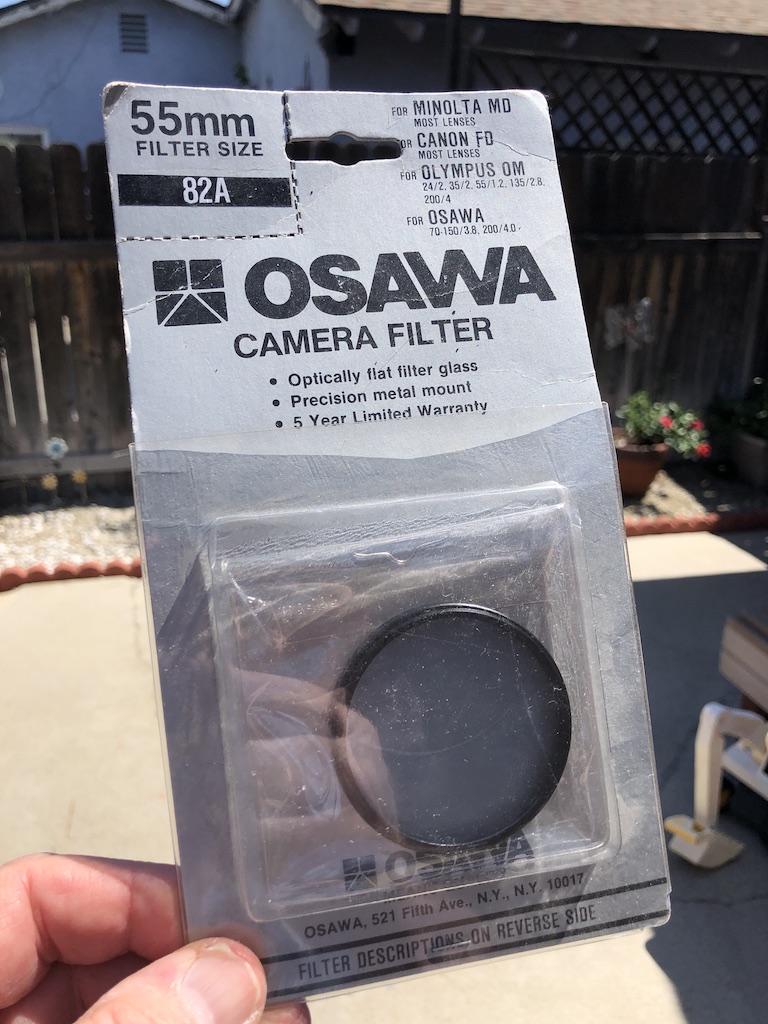 55mm
FILTER SIZE
82A
FOR MINOLTA MD
MOST LENSES
FOR CANON FD
MOST LENSES
FOR OLYMPUS OM
24/2, 35/2, 55/1.2, 135/2.8,
200/4
FOR OSAWA
70-150/3.8, 200/4.0
OSAWA
CAMERA FILTER
• Optically flat filter glass
• Precision metal mount
• 5 Year Limited Warranty
OSAWA
OSAWA, 521 Fifth Ave., N.Y., N.Y. 10017
FILTER DESCRIPTIONS ON REVERSE SIDE